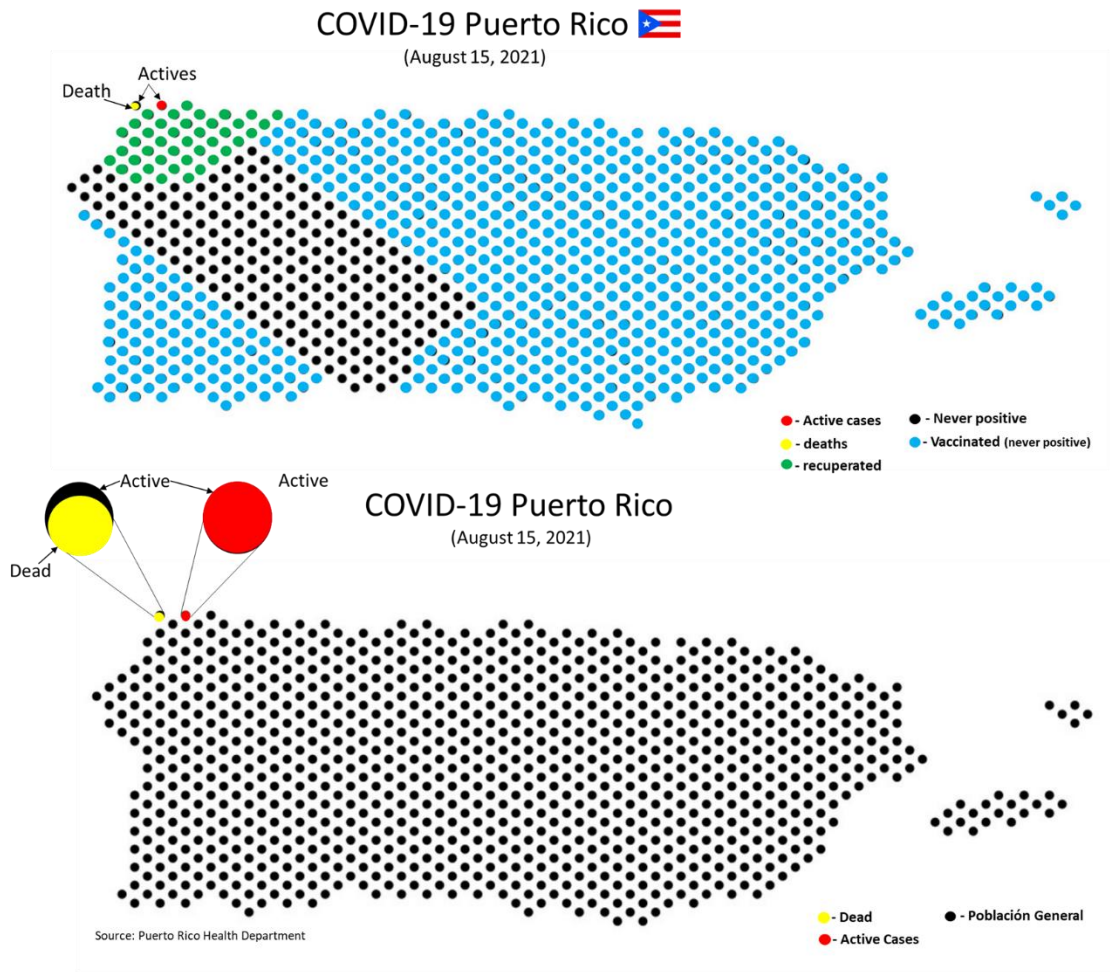 COVID-19 Puerto Rico
(August 15, 2021)
Actives
Death
- Active cases
- deaths
- recuperated
- Never positive
- Vaccinated (never positive)
Active
Active
Dead
COVID-19 Puerto Rico
(August 15, 2021)
- Dead
- Active Cases
- Población General
Source: Puerto Rico Health Department